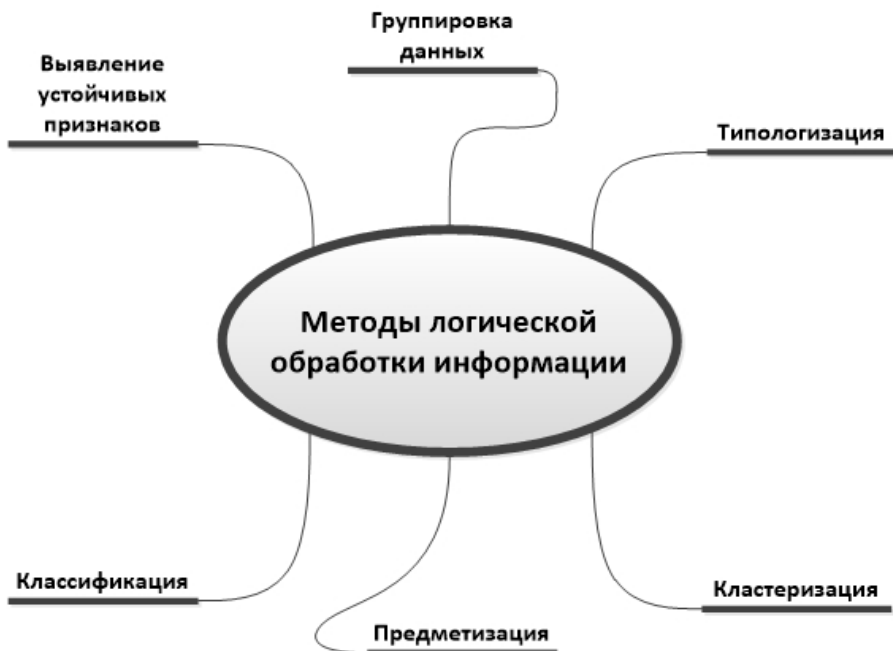 Группировка
данных
Выявление
устойчивых
признаков
Типологизация
Методы логической
обработки информации
Классификация
Кластеризация
Предметизация